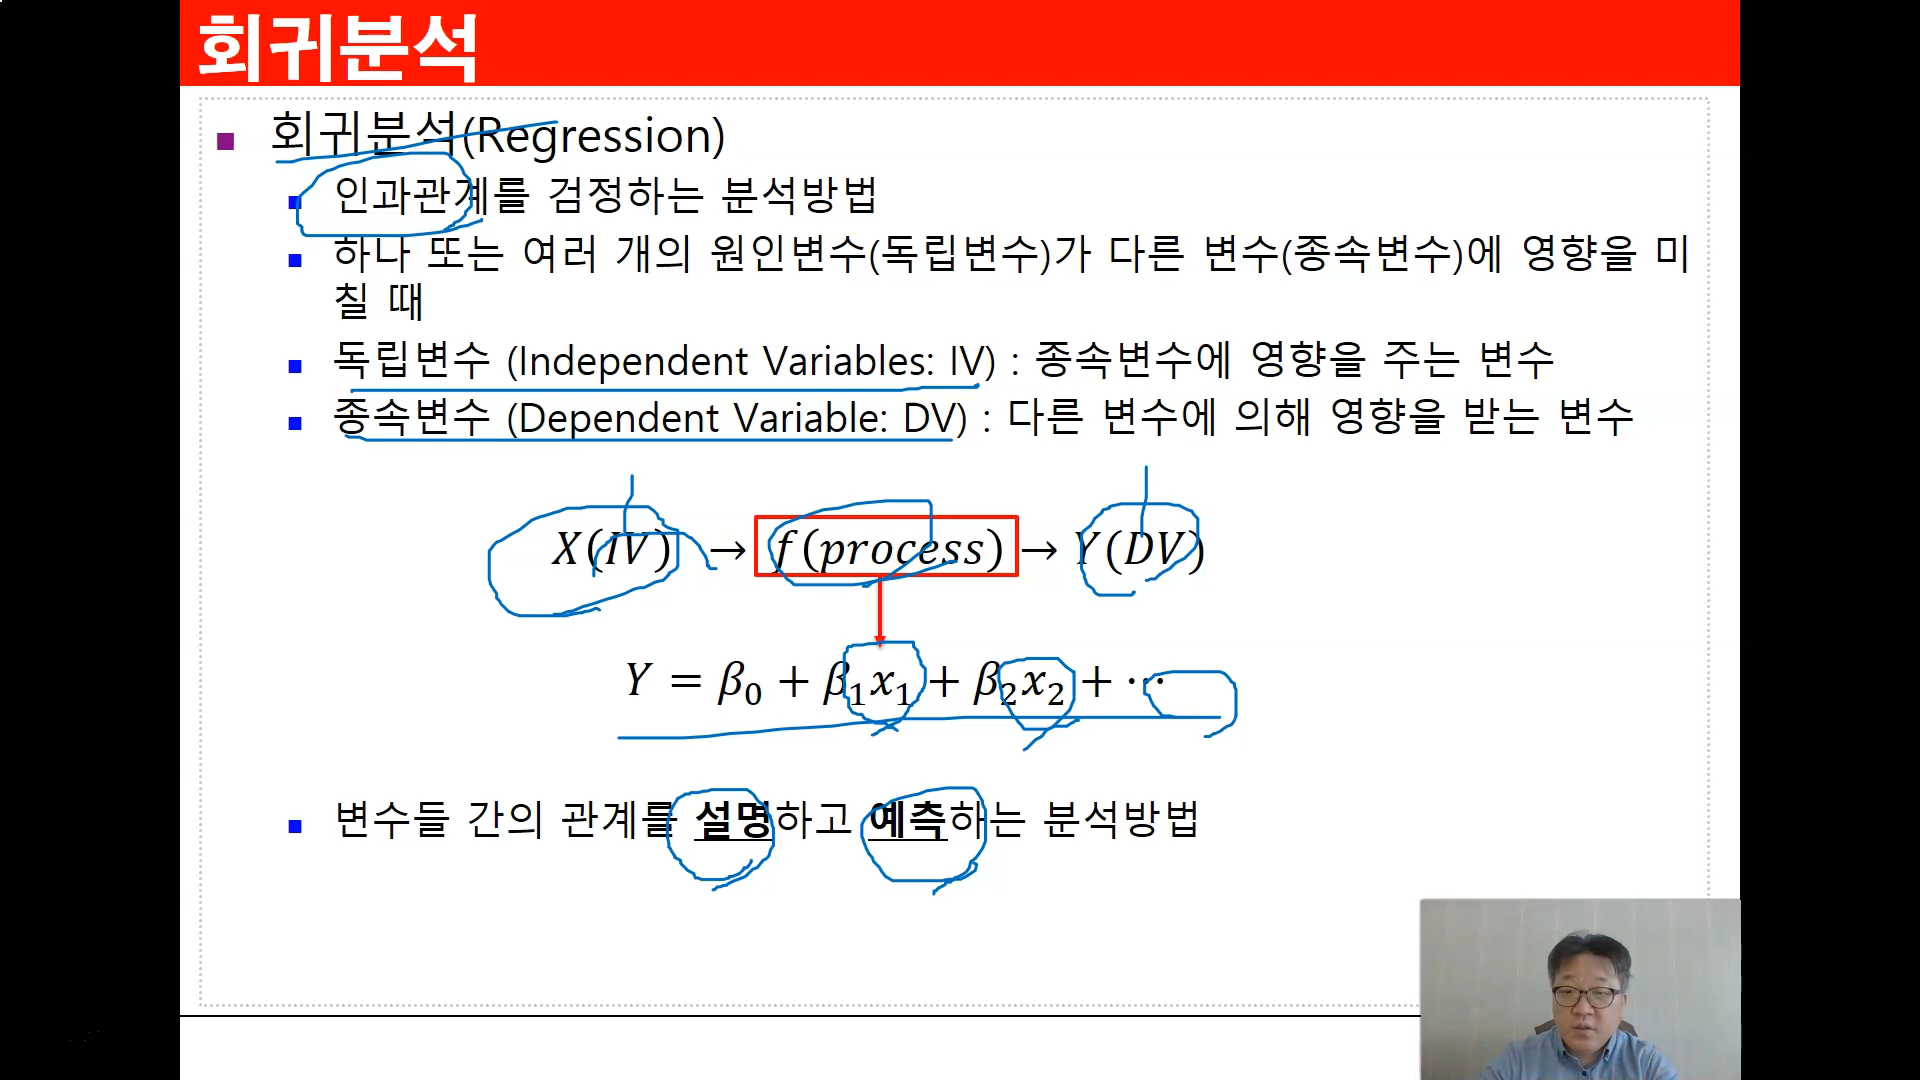 회귀분석
회귀분석(Regression)
인과관계를 검정하는 분석방법
하나 또는 여러 개의 원인변수(독립변수)가 다른 변수(종속변수)에 영향을 미
칠 때
독립변수 (Independent Variables: IV) : 종속변수에 영향을 주는 변수
종속변수 (Dependent Variable: DV) : 다른 변수에 의해 영향을 받는 변수
X(IV) → f(process) → Y(DV)
Y = β₀ + β₁x₁ + β₂x₂ + ⋯
변수들 간의 관계를 설명하고 예측하는 분석방법